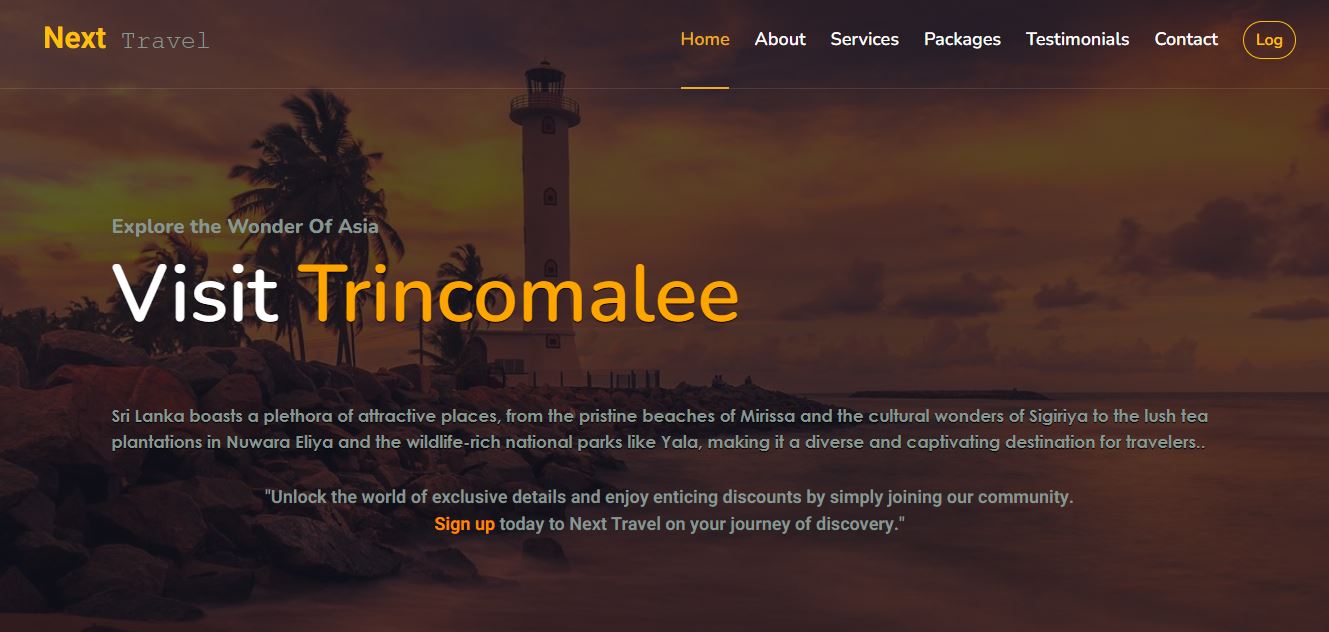 Next Travel
Home About Services Packages Testimonials Contact Log
Explore the Wonder Of Asia
Visit Trincomalee
Sri Lanka boasts a plethora of attractive places, from the pristine beaches of Mirissa and the cultural wonders of Sigiriya to the lush tea
plantations in Nuwara Eliya and the wildlife-rich national parks like Yala, making it a diverse and captivating destination for travelers..
"Unlock the world of exclusive details and enjoy enticing discounts by simply joining our community.
Sign up today to Next Travel on your journey of discovery."